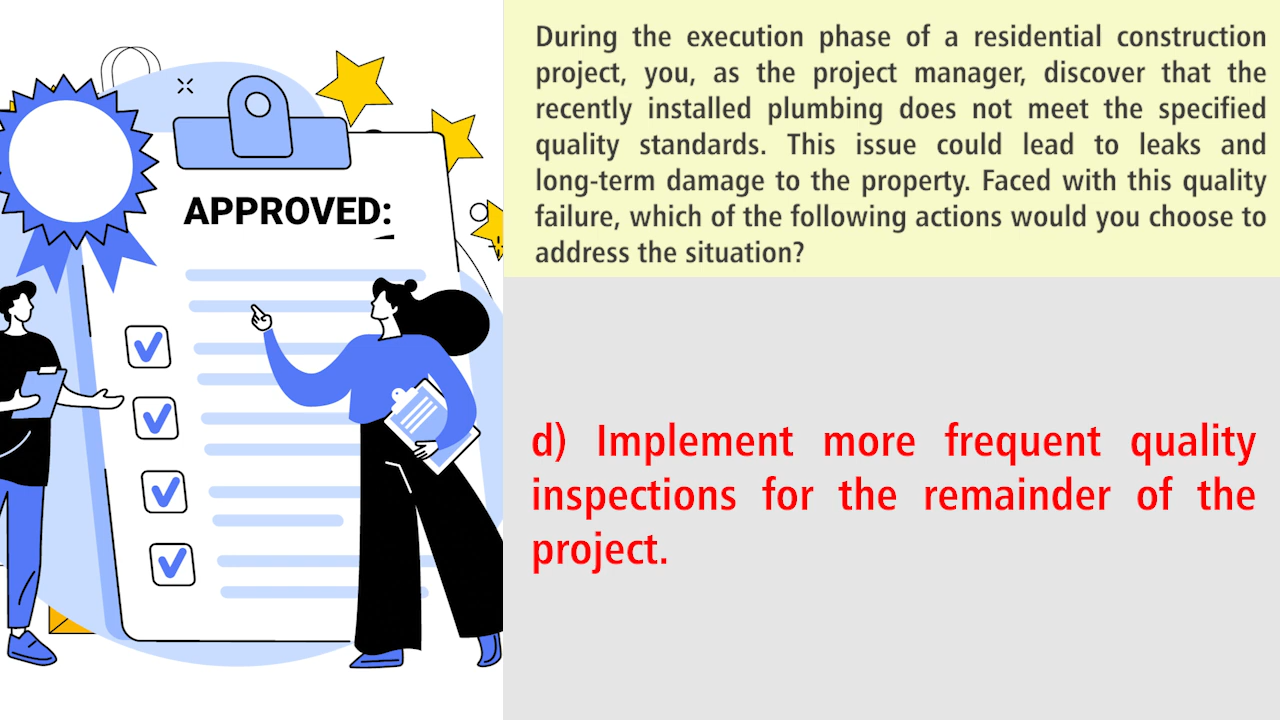 APPROVED:
During the execution phase of a residential construction
project, you, as the project manager, discover that the
recently installed plumbing does not meet the specified
quality standards. This issue could lead to leaks and
long-term damage to the property. Faced with this quality
failure, which of the following actions would you choose to
address the situation?
d) Implement more frequent quality
inspections for the remainder of the
project.